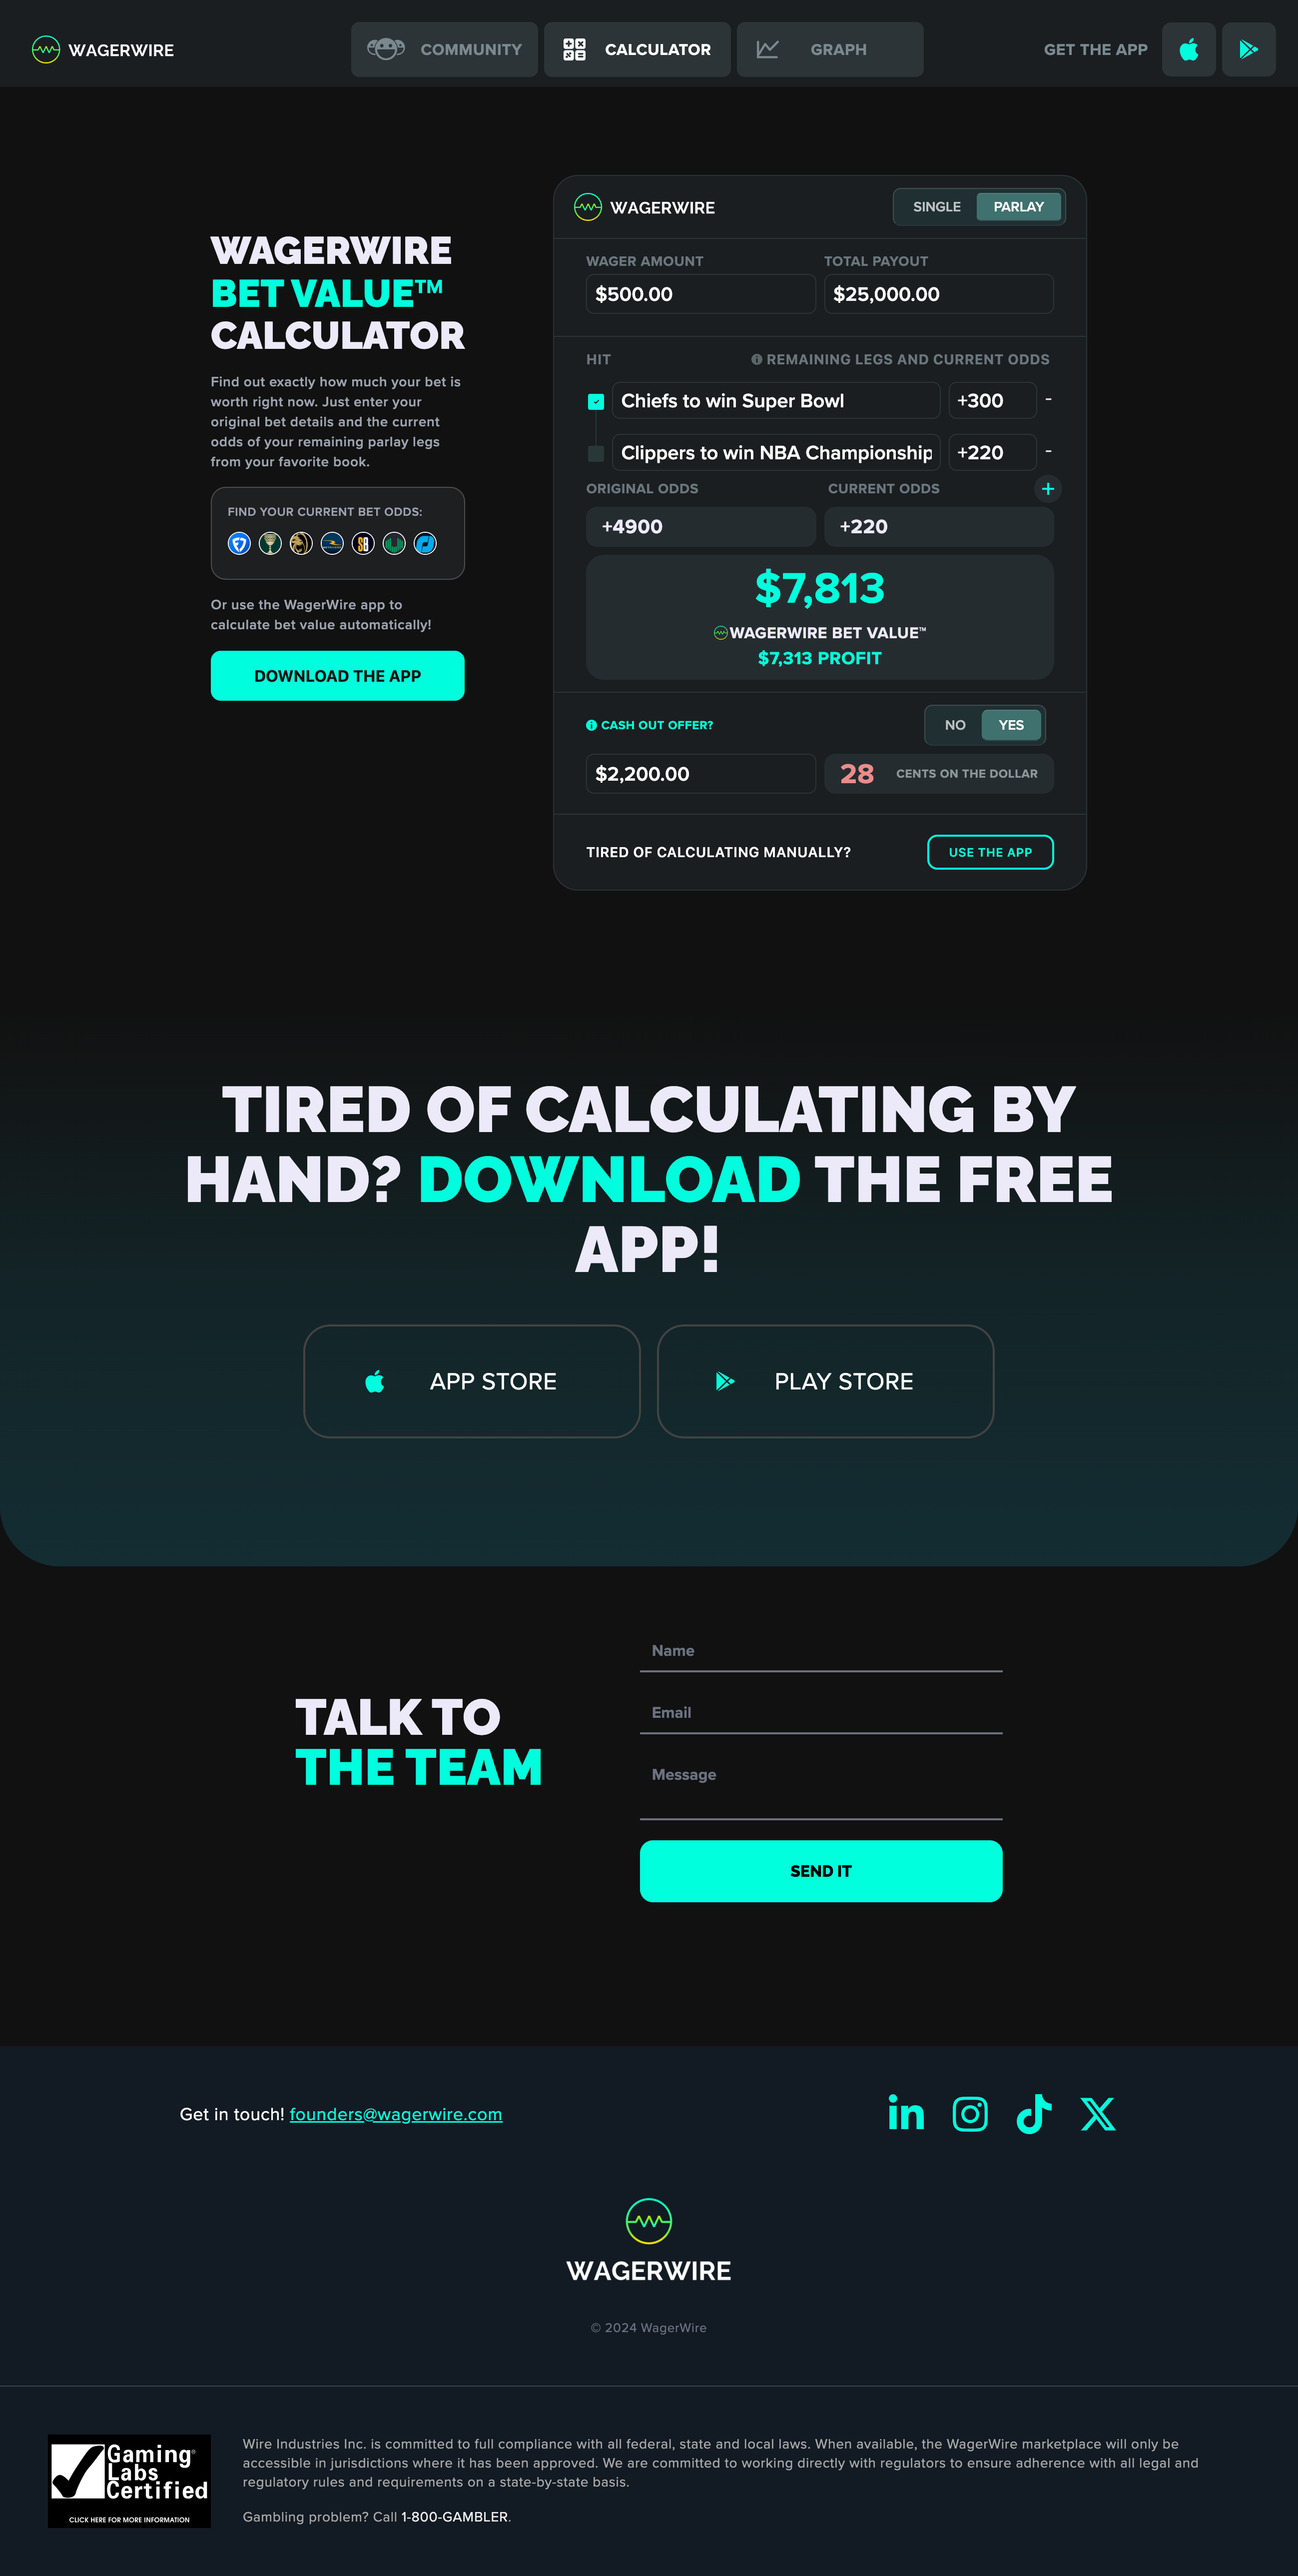 WAGERWIRE
COMMUNITY
CALCULATOR
GRAPH
GET THE APP
WAGERWIRE
BET VALUE™
CALCULATOR
Find out exactly how much your bet is
worth right now. Just enter your
original bet details and the current
odds of your remaining parlay legs
from your favorite book.
FIND YOUR CURRENT BET ODDS:
SB
Or use the WagerWire app to
calculate bet value automatically!
DOWNLOAD THE APP
WAGERWIRE
SINGLE PARLAY
WAGER AMOUNT TOTAL PAYOUT
$500.00 $25,000.00
HIT REMAINING LEGS AND CURRENT ODDS
Chiefs to win Super Bowl +300 -
Clippers to win NBA Championship +220 -
ORIGINAL ODDS CURRENT ODDS +
+4900 +220
$7,813
WAGERWIRE BET VALUE™
$7,313 PROFIT
CASH OUT OFFER? NO YES
$2,200.00 28 CENTS ON THE DOLLAR
TIRED OF CALCULATING MANUALLY? USE THE APP
TIRED OF CALCULATING BY
HAND? DOWNLOAD THE FREE
APP!
APP STORE PLAY STORE
TALK TO
THE TEAM
Name
Email
Message
SEND IT
Get in touch! founders@wagerwire.com
WAGERWIRE
© 2024 WagerWire
Gaming
Labs
Certified
CLICK HERE FOR MORE INFORMATION
Wire Industries Inc. is committed to full compliance with all federal, state and local laws. When available, the WagerWire marketplace will only be
accessible in jurisdictions where it has been approved. We are committed to working directly with regulators to ensure adherence with all legal and
regulatory rules and requirements on a state-by-state basis.
Gambling problem? Call 1-800-GAMBLER.